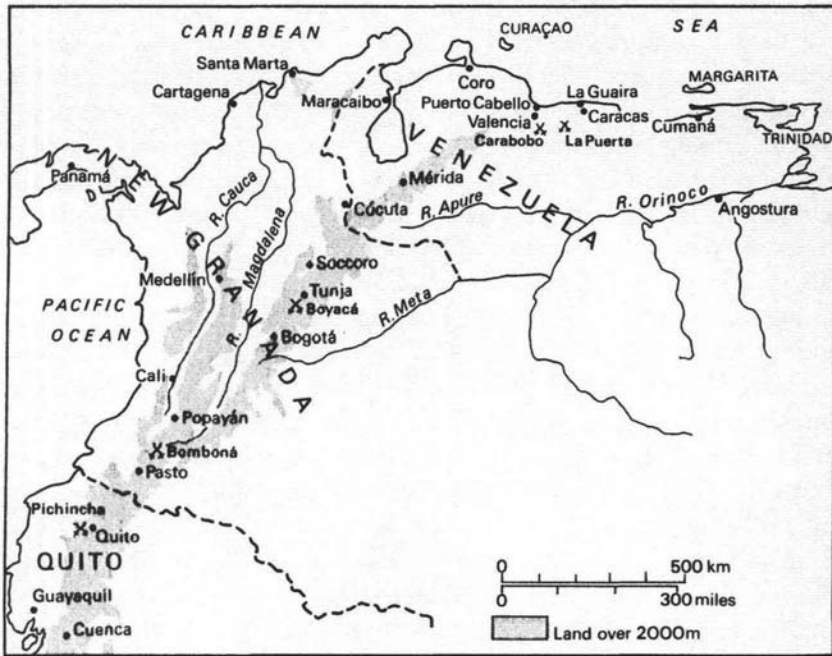 CARIBBEAN
CURAÇAO
SEA
Santa Marta
Coro
MARGARITA
Cartagena
Maracaibo
Puerto Cabello
La Guaira
Valencia
Caracas
Cumaná
Carabobo
La Puerta
TRINIDAD
VENEZUELA
Panamá
NEW GRANADA
Mérida
R. Cauca
R. Apure
R. Orinoco
Cócuta
Angostura
R. Magdalena
Soccoro
Medellín
Tunja
PACIFIC
OCEAN
Boyacá
R. Meta
Bogotá
Cali
Popayán
Bomboná
Pasto
Pichincha
Quito
QUITO
0 500 km
0 300 miles
Guayaquil
Cuenca
Land over 2000m